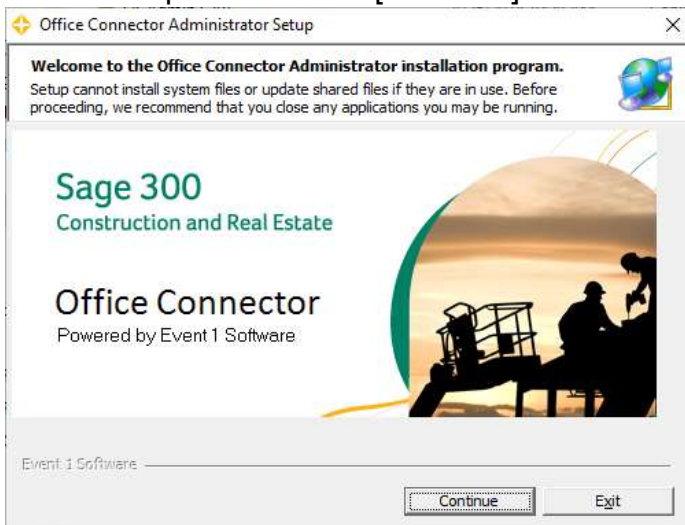 Office Connector Administrator Setup
Welcome to the Office Connector Administrator installation program.
Setup cannot install system files or update shared files if they are in use. Before
proceeding, we recommend that you close any applications you may be running.
Sage 300
Construction and Real Estate
Office Connector
Powered by Event 1 Software
Event 1 Software
Continue
Exit